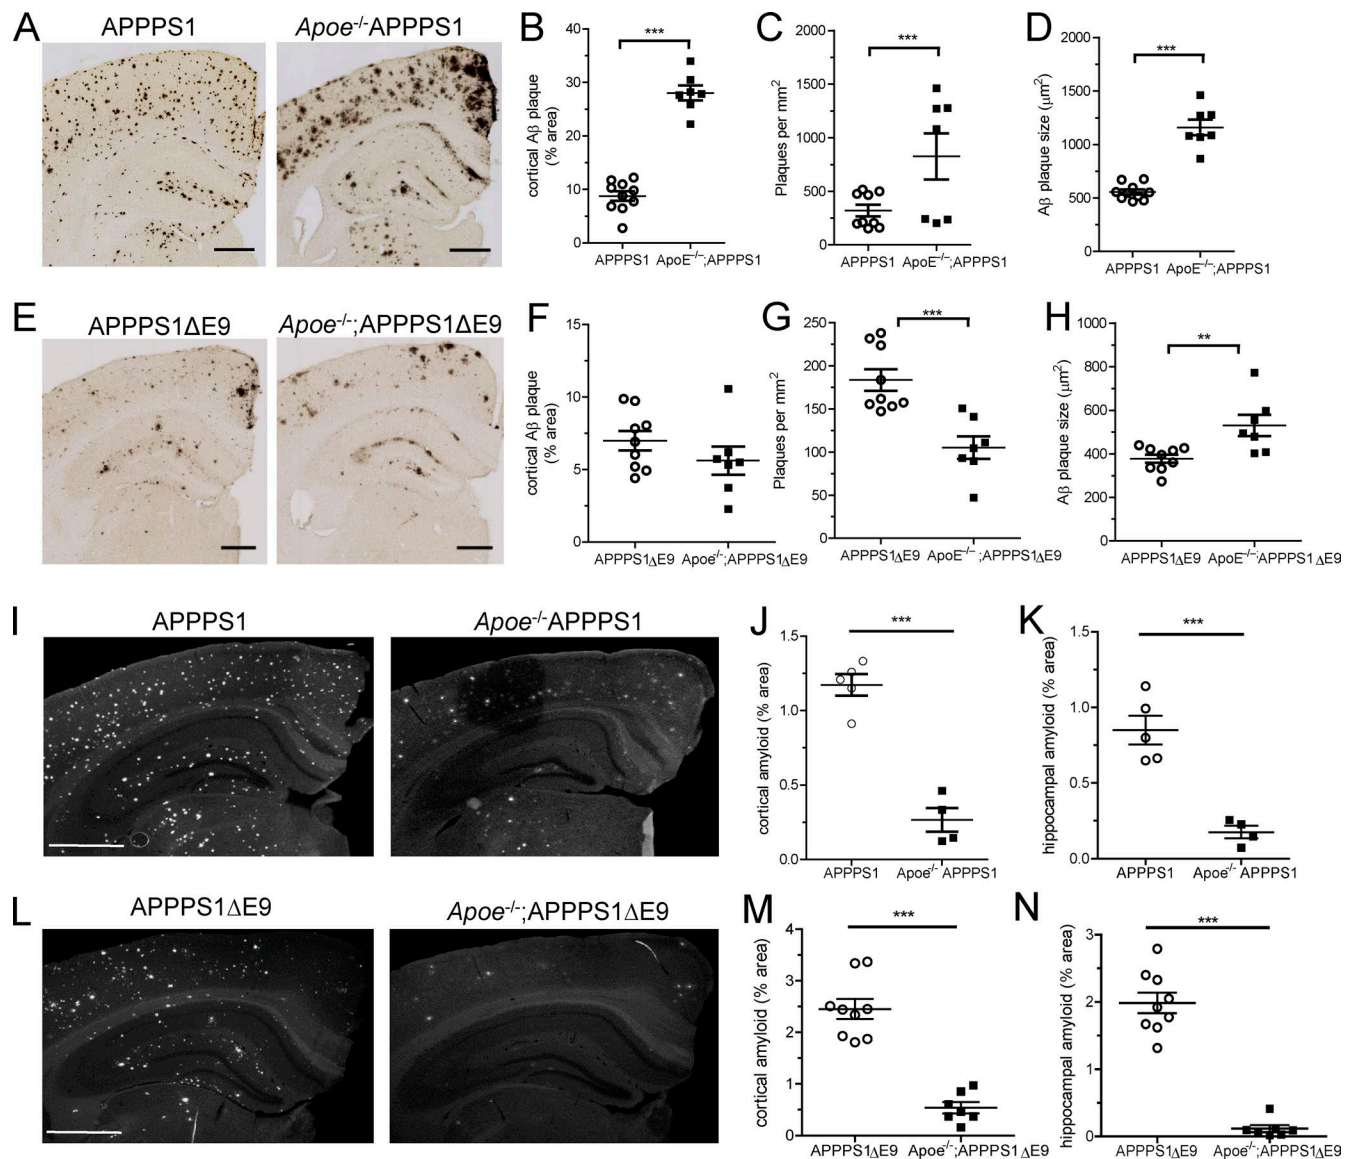 A
APPPS1
Apoe-/-APPPS1
B
cortical Aβ plaque
(% area)
40
30
20
10
0
***
APPPS1
ApoE-/-;APPPS1
C
Plaques per mm2
2000
1500
1000
500
0
***
APPPS1
ApoE-/-;APPPS1
D
Aβ plaque size (µm2)
2000
1500
1000
500
0
***
APPPS1
ApoE-/-;APPPS1
E
APPPS1ΔE9
Apoe-/-;APPPS1ΔE9
F
cortical Aβ plaque
(% area)
15
10
5
0
APPPS1ΔE9
Apoe-/-;APPPS1ΔE9
G
Plaques per mm2
250
200
150
100
50
0
***
APPPS1ΔE9
ApoE-/-;APPPS1ΔE9
H
Aβ plaque size (µm2)
1000
800
600
400
200
0
**
APPPS1ΔE9
ApoE-/-;APPPS1ΔE9
I
APPPS1
Apoe-/-APPPS1
J
cortical amyloid (% area)
1.5
1.0
0.5
0.0
***
APPPS1
Apoe-/- APPPS1
K
hippocampal amyloid (% area)
1.5
1.0
0.5
0.0
***
APPPS1
Apoe-/- APPPS1
L
APPPS1ΔE9
Apoe-/-;APPPS1ΔE9
M
cortical amyloid (% area)
4
3
2
1
0
***
APPPS1ΔE9
Apoe-/-;APPPS1ΔE9
N
hippocampal amyloid (% area)
3
2
1
0
***
APPPS1ΔE9
Apoe-/-;APPPS1ΔE9